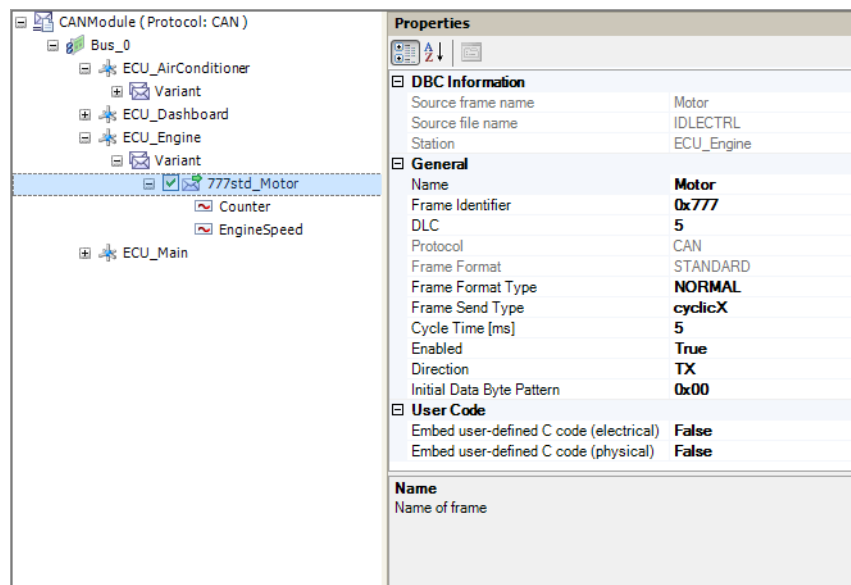 CANModule ( Protocol: CAN )
Bus_0
ECU_AirConditioner
Variant
ECU_Dashboard
ECU_Engine
Variant
777std_Motor
Counter
EngineSpeed
ECU_Main
Properties
DBC Information
Source frame name Motor
Source file name IDLECTRL
Station ECU_Engine
General
Name Motor
Frame Identifier 0x777
DLC 5
Protocol CAN
Frame Format STANDARD
Frame Format Type NORMAL
Frame Send Type cyclicX
Cycle Time [ms] 5
Enabled True
Direction TX
Initial Data Byte Pattern 0x00
User Code
Embed user-defined C code (electrical) False
Embed user-defined C code (physical) False
Name
Name of frame